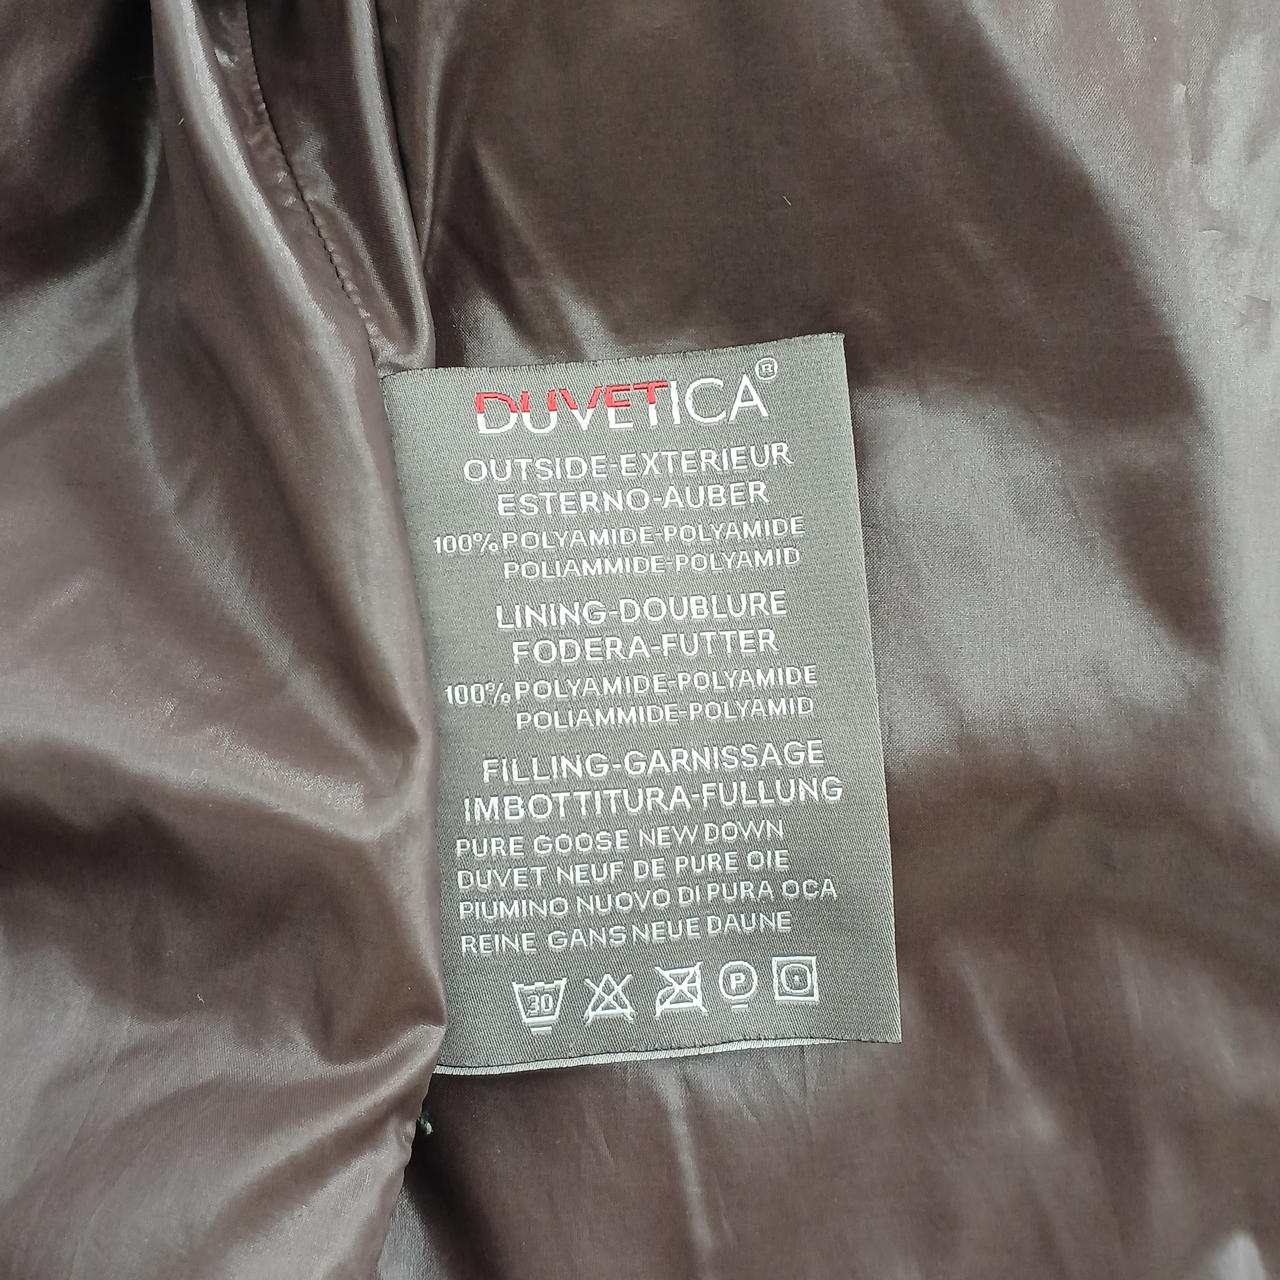 DUVETICA®
OUTSIDE-EXTERIEUR
ESTERNO-AUBER
100% POLYAMIDE-POLYAMIDE
POLIAMMIDE-POLYAMID
LINING-DOUBLURE
FODERA-FUTTER
100% POLYAMIDE-POLYAMIDE
POLIAMMIDE-POLYAMID
FILLING-GARNISSAGE
IMBOTTITURA-FULLUNG
PURE GOOSE NEW DOWN
DUVET NEUF DE PURE OIE
PIUMINO NUOVO DI PURA OCA
REINE GANS NEUE DAUNE
30 P